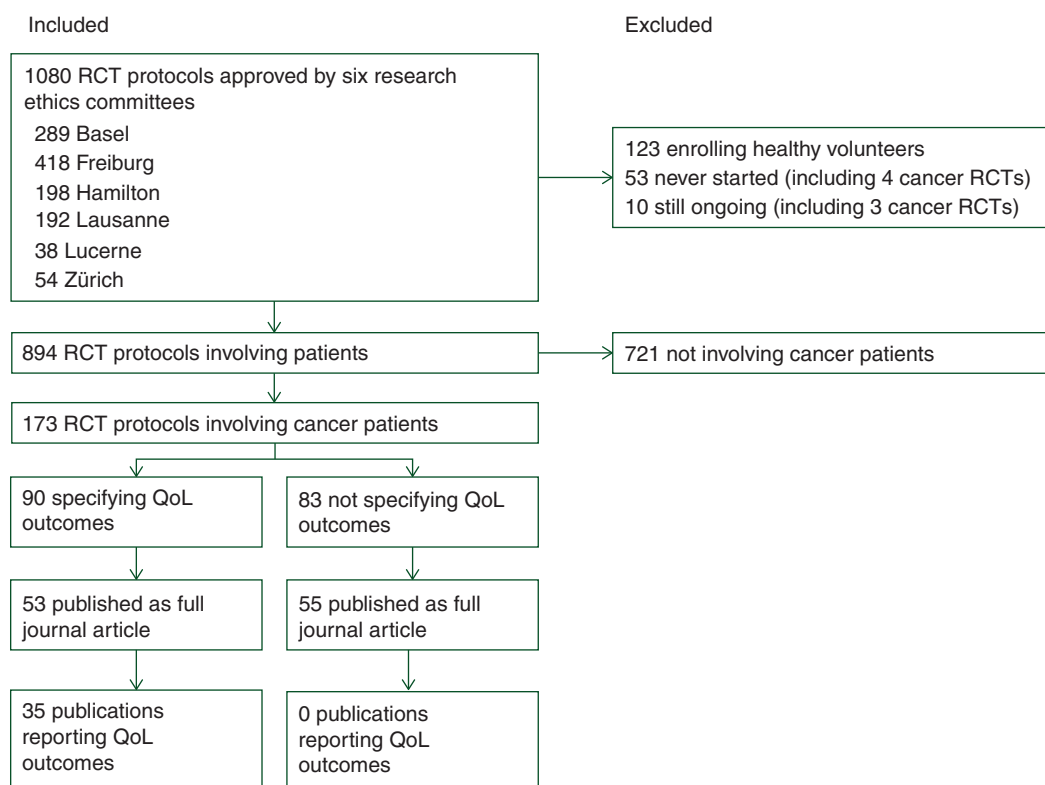 Included
Excluded
1080 RCT protocols approved by six research
ethics committees
289 Basel
418 Freiburg
198 Hamilton
192 Lausanne
38 Lucerne
54 Zürich
123 enrolling healthy volunteers
53 never started (including 4 cancer RCTs)
10 still ongoing (including 3 cancer RCTs)
894 RCT protocols involving patients
721 not involving cancer patients
173 RCT protocols involving cancer patients
90 specifying QoL
outcomes
83 not specifying QoL
outcomes
53 published as full
journal article
55 published as full
journal article
35 publications
reporting QoL
outcomes
0 publications
reporting QoL
outcomes